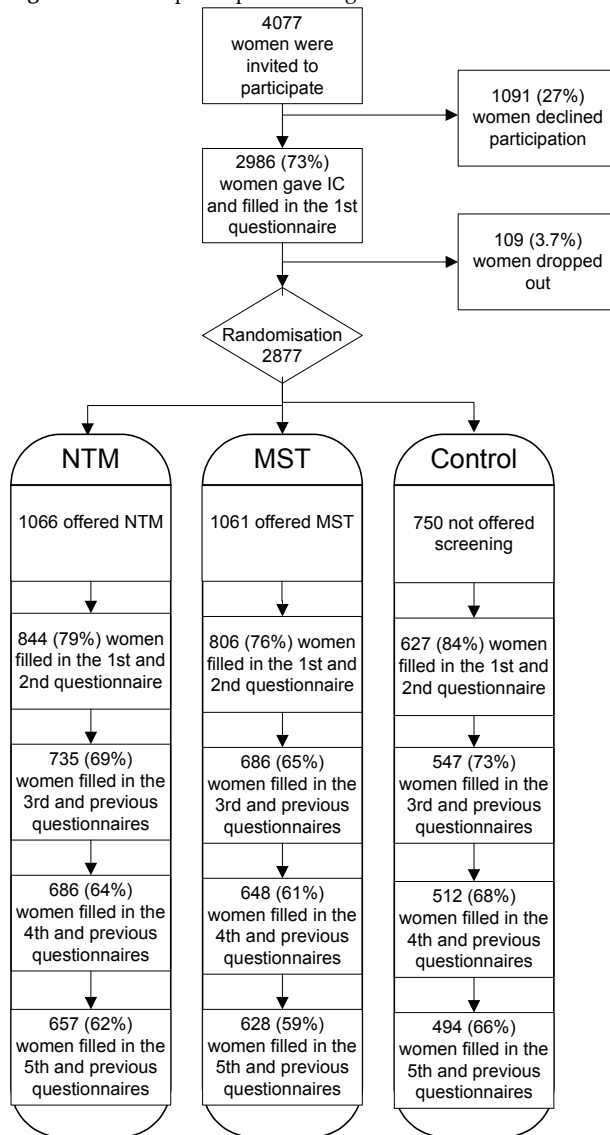 4077
women were
invited to
participate
1091 (27%)
women declined
participation
2986 (73%)
women gave IC
and filled in the 1st
questionnaire
109 (3.7%)
women dropped
out
Randomisation
2877
NTM
MST
Control
1066 offered NTM
1061 offered MST
750 not offered
screening
844 (79%) women
filled in the 1st and
2nd questionnaire
806 (76%) women
filled in the 1st and
2nd questionnaire
627 (84%) women
filled in the 1st and
2nd questionnaire
735 (69%)
women filled in the
3rd and previous
questionnaires
686 (65%)
women filled in the
3rd and previous
questionnaires
547 (73%)
women filled in the
3rd and previous
questionnaires
686 (64%)
women filled in the
4th and previous
questionnaires
648 (61%)
women filled in the
4th and previous
questionnaires
512 (68%)
women filled in the
4th and previous
questionnaires
657 (62%)
women filled in the
5th and previous
questionnaires
628 (59%)
women filled in the
5th and previous
questionnaires
494 (66%)
women filled in the
5th and previous
questionnaires